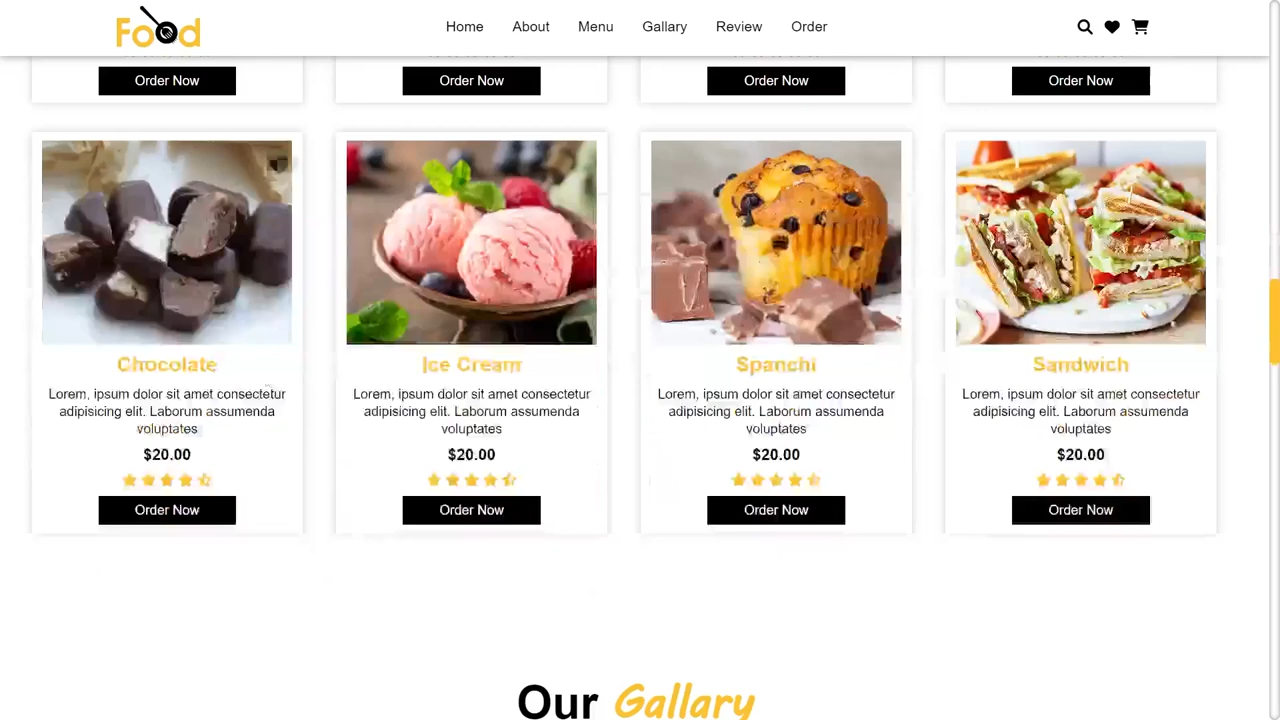 Food
Home About Menu Gallary Review Order
Order Now Order Now Order Now Order Now
Chocolate Ice Cream Spanchi Sandwich
Lorem, ipsum dolor sit amet consectetur Lorem, ipsum dolor sit amet consectetur Lorem, ipsum dolor sit amet consectetur Lorem, ipsum dolor sit amet consectetur
adipisicing elit. Laborum assumenda adipisicing elit. Laborum assumenda adipisicing elit. Laborum assumenda adipisicing elit. Laborum assumenda
voluptates voluptates voluptates voluptates
$20.00 $20.00 $20.00 $20.00
Order Now Order Now Order Now Order Now
Our Gallary